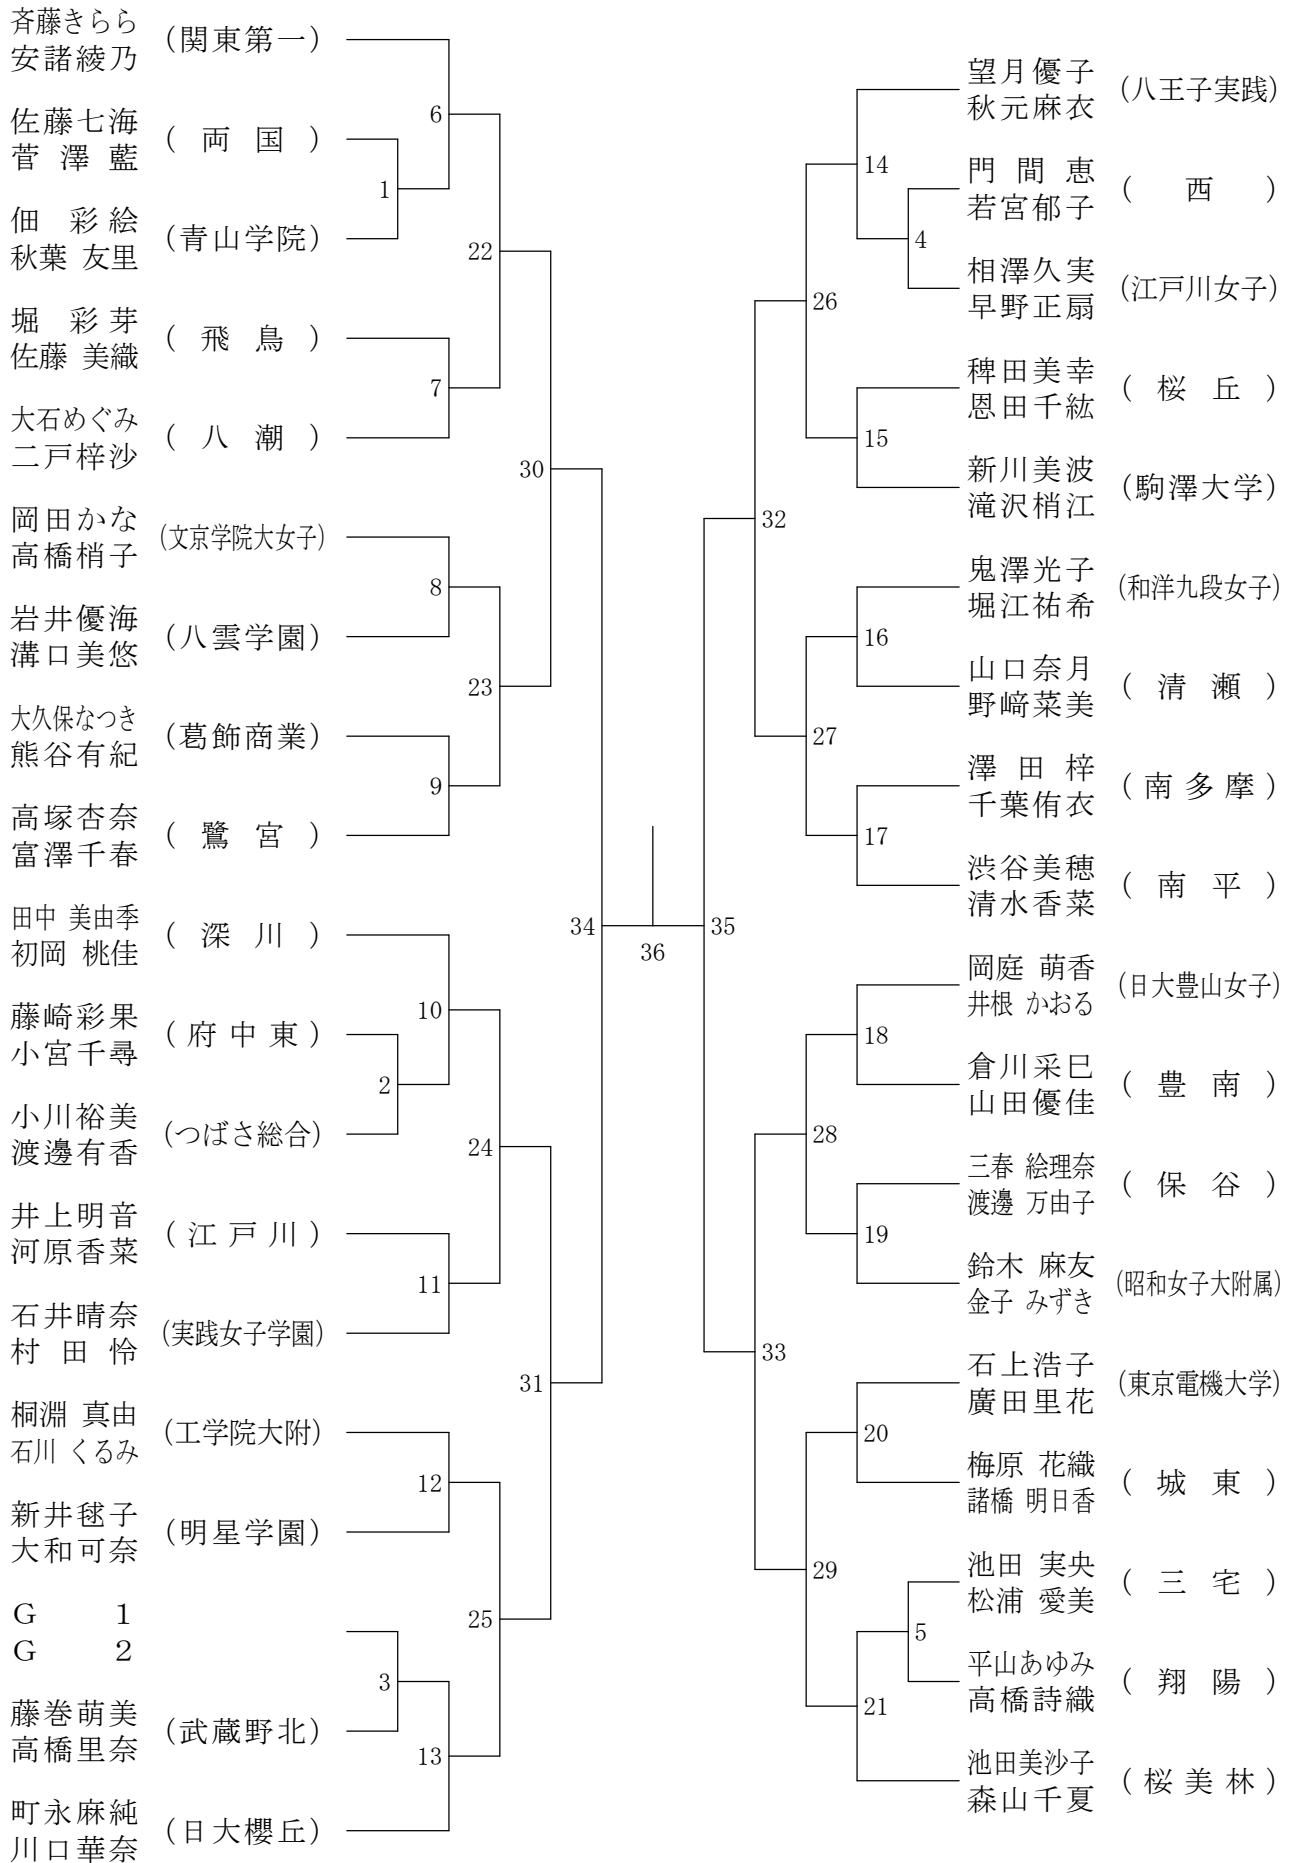 斉藤きらら
安諸綾乃
(関東第一)
佐藤七海
菅澤藍
(両国)
佃 彩絵
秋葉 友里
(青山学院)
堀 彩芽
佐藤 美織
(飛鳥)
大石めぐみ
二戸梓沙
(八潮)
岡田かな
高橋梢子
(文京学院大女子)
岩井優海
溝口美悠
(八雲学園)
大久保なつき
熊谷有紀
(葛飾商業)
高塚杏奈
富澤千春
(鷺宮)
田中 美由季
初岡 桃佳
(深川)
藤崎彩果
小宮千尋
(府中東)
小川裕美
渡邊有香
(つばさ総合)
井上明音
河原香菜
(江戸川)
石井晴奈
村田怜
(実践女子学園)
桐淵 真由
石川 くるみ
(工学院大附)
新井毬子
大和可奈
(明星学園)
G 1
G 2
藤巻萌美
高橋里奈
(武蔵野北)
町永麻純
川口華奈
(日大櫻丘)
1
2
3
6
7
8
9
10
11
12
13
22
23
24
25
30
31
34
36
35
32
33
26
27
28
29
14
15
16
17
18
19
20
21
4
5
望月優子
秋元麻衣
(八王子実践)
門間恵
若宮郁子
(西)
相澤久実
早野正扇
(江戸川女子)
稗田美幸
恩田千紘
(桜丘)
新川美波
滝沢梢江
(駒澤大学)
鬼澤光子
堀江祐希
(和洋九段女子)
山口奈月
野﨑菜美
(清瀬)
澤田梓
千葉侑衣
(南多摩)
渋谷美穂
清水香菜
(南平)
岡庭 萌香
井根 かおる
(日大豊山女子)
倉川采巳
山田優佳
(豊南)
三春 絵理奈
渡邊 万由子
(保谷)
鈴木 麻友
金子 みずき
(昭和女子大附属)
石上浩子
廣田里花
(東京電機大学)
梅原 花織
諸橋 明日香
(城東)
池田 実央
松浦 愛美
(三宅)
平山あゆみ
高橋詩織
(翔陽)
池田美沙子
森山千夏
(桜美林)